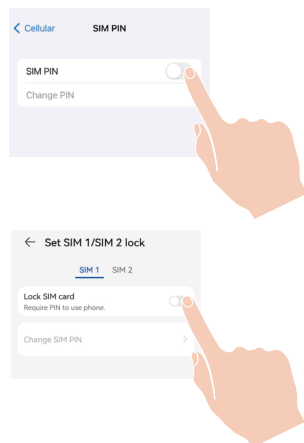 Cellular SIM PIN
SIM PIN
Change PIN
Set SIM 1/SIM 2 lock
SIM 1 SIM 2
Lock SIM card
Require PIN to use phone.
Change SIM PIN